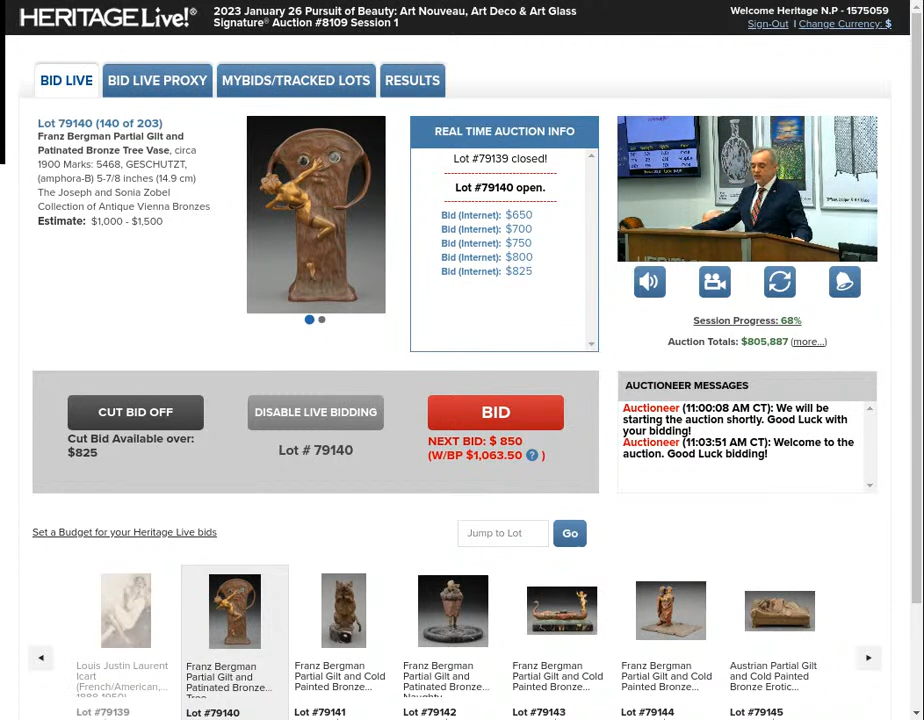 HERITAGE Live!®
2023 January 26 Pursuit of Beauty: Art Nouveau, Art Deco & Art Glass
Signature® Auction #8109 Session 1
Welcome Heritage N.P - 1575059
Sign-Out | Change Currency: $
BID LIVE
BID LIVE PROXY
MYBIDS/TRACKED LOTS
RESULTS
Lot 79140 (140 of 203)
Franz Bergman Partial Gilt and
Patinated Bronze Tree Vase, circa
1900 Marks: 5468, GESCHUTZT,
(amphora-B) 5-7/8 inches (14.9 cm)
The Joseph and Sonia Zobel
Collection of Antique Vienna Bronzes
Estimate: $1,000 - $1,500
REAL TIME AUCTION INFO
Lot #79139 closed!
Lot #79140 open.
Bid (Internet): $650
Bid (Internet): $700
Bid (Internet): $750
Bid (Internet): $800
Bid (Internet): $825
Session Progress: 68%
Auction Totals: $805,887 (more...)
CUT BID OFF
Cut Bid Available over:
$825
DISABLE LIVE BIDDING
Lot # 79140
BID
NEXT BID: $ 850
(W/BP $1,063.50 ? )
AUCTIONEER MESSAGES
Auctioneer (11:00:08 AM CT): We will be
starting the auction shortly. Good Luck with
your bidding!
Auctioneer (11:03:51 AM CT): Welcome to the
auction. Good Luck bidding!
Set a Budget for your Heritage Live bids
Jump to Lot
Go
Louis Justin Laurent
Icart
(French/American,...
1888-1950)
Lot #79139
Franz Bergman
Partial Gilt and
Patinated Bronze...
Tree
Lot #79140
Franz Bergman
Partial Gilt and Cold
Painted Bronze...
Lot #79141
Franz Bergman
Partial Gilt and
Patinated Bronze...
Naughty
Lot #79142
Franz Bergman
Partial Gilt and Cold
Painted Bronze...
Lot #79143
Franz Bergman
Partial Gilt and Cold
Painted Bronze...
Lot #79144
Austrian Partial Gilt
and Cold Painted
Bronze Erotic...
Lot #79145